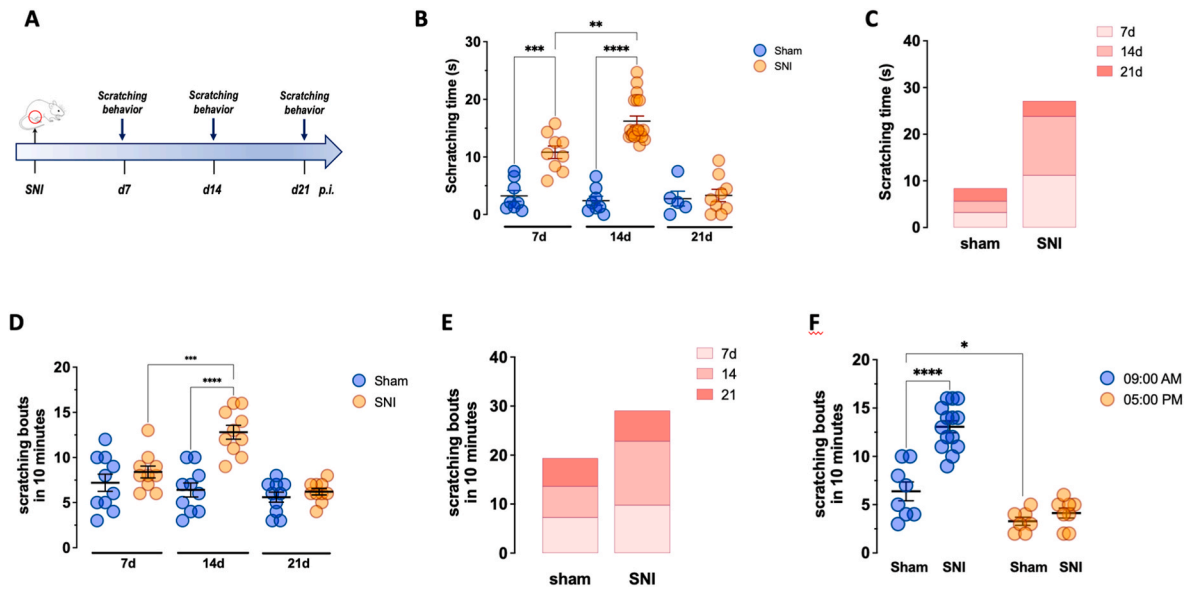 A
Scratching
behavior
Scratching
behavior
Scratching
behavior
SNI
d7
d14
d21
p.i.
B
Schratching time (s)
30
20
10
0
***
**
****
7d
14d
21d
Sham
SNI
C
Scratching time (s)
40
30
20
10
0
sham
SNI
7d
14d
21d
D
scratching bouts
in 10 minutes
20
15
10
5
0
***
****
7d
14d
21d
Sham
SNI
E
scratching bouts
in 10 minutes
40
30
20
10
0
sham
SNI
7d
14
21
F
scratching bouts
in 10 minutes
20
15
10
5
0
*
****
Sham
SNI
Sham
SNI
09:00 AM
05:00 PM